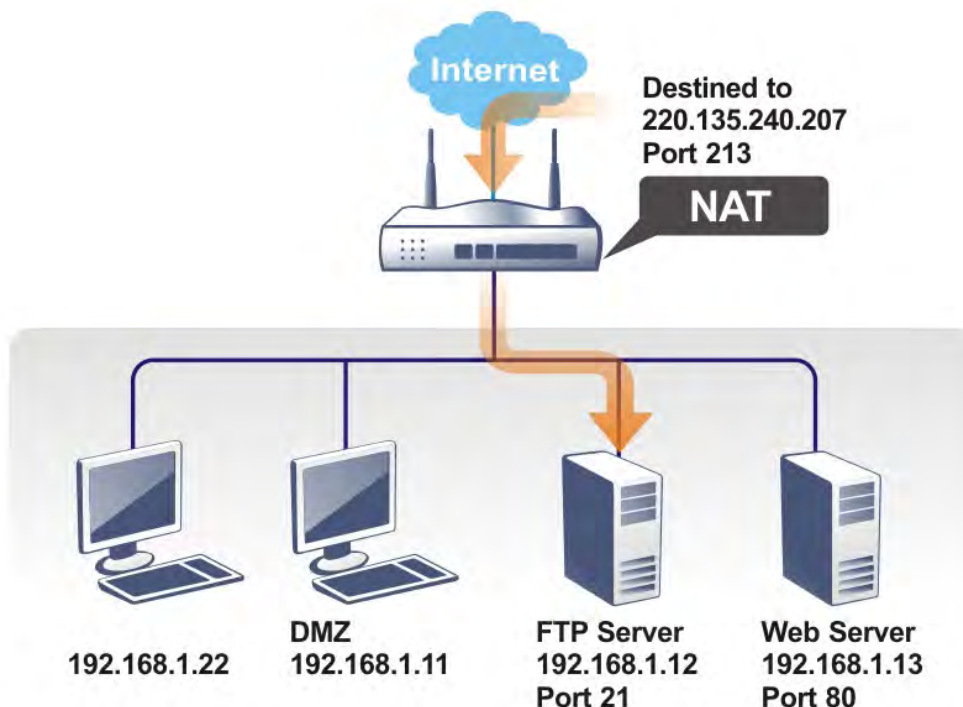 Internet
Destined to
220.135.240.207
Port 213
NAT
192.168.1.22
DMZ
192.168.1.11
FTP Server
192.168.1.12
Port 21
Web Server
192.168.1.13
Port 80